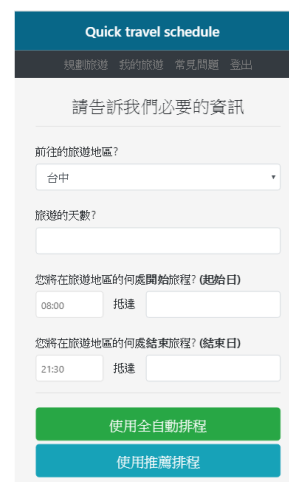 Quick travel schedule
規劃旅遊 我的旅遊 常見問題 登出
請告訴我們必要的資訊
前往的旅遊地區?
台中
旅遊的天數?
您將在旅遊地區的何處開始旅程? (起始日)
08:00 抵達
您將在旅遊地區的何處結束旅程? (結束日)
21:30 抵達
使用全自動排程
使用推薦排程